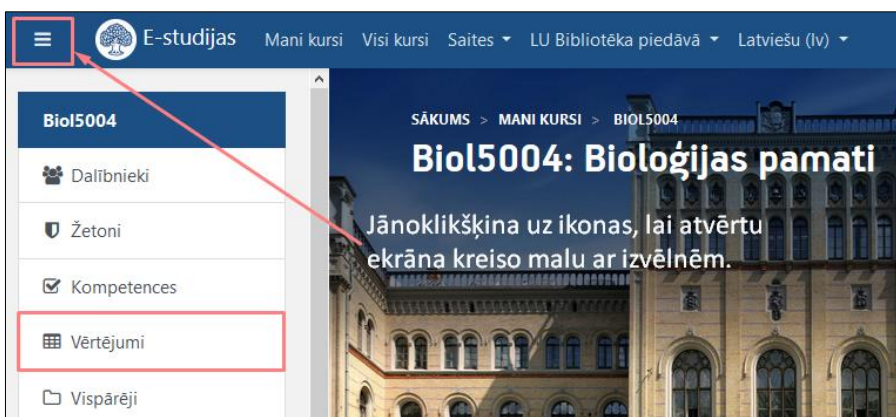 E-studijas Mani kursi Visi kursi Saites LU Bibliotēka piedāvā Latviešu (lv)
Biol5004
Dalībnieki
Žetoni
Kompetences
Vērtējumi
Vispārēji
SĀKUMS > MANI KURSI > BIOL5004
Biol5004: Bioloģijas pamati
Jānoklikšķina uz ikonas, lai atvērtu
ekrāna kreiso malu ar izvēlnēm.